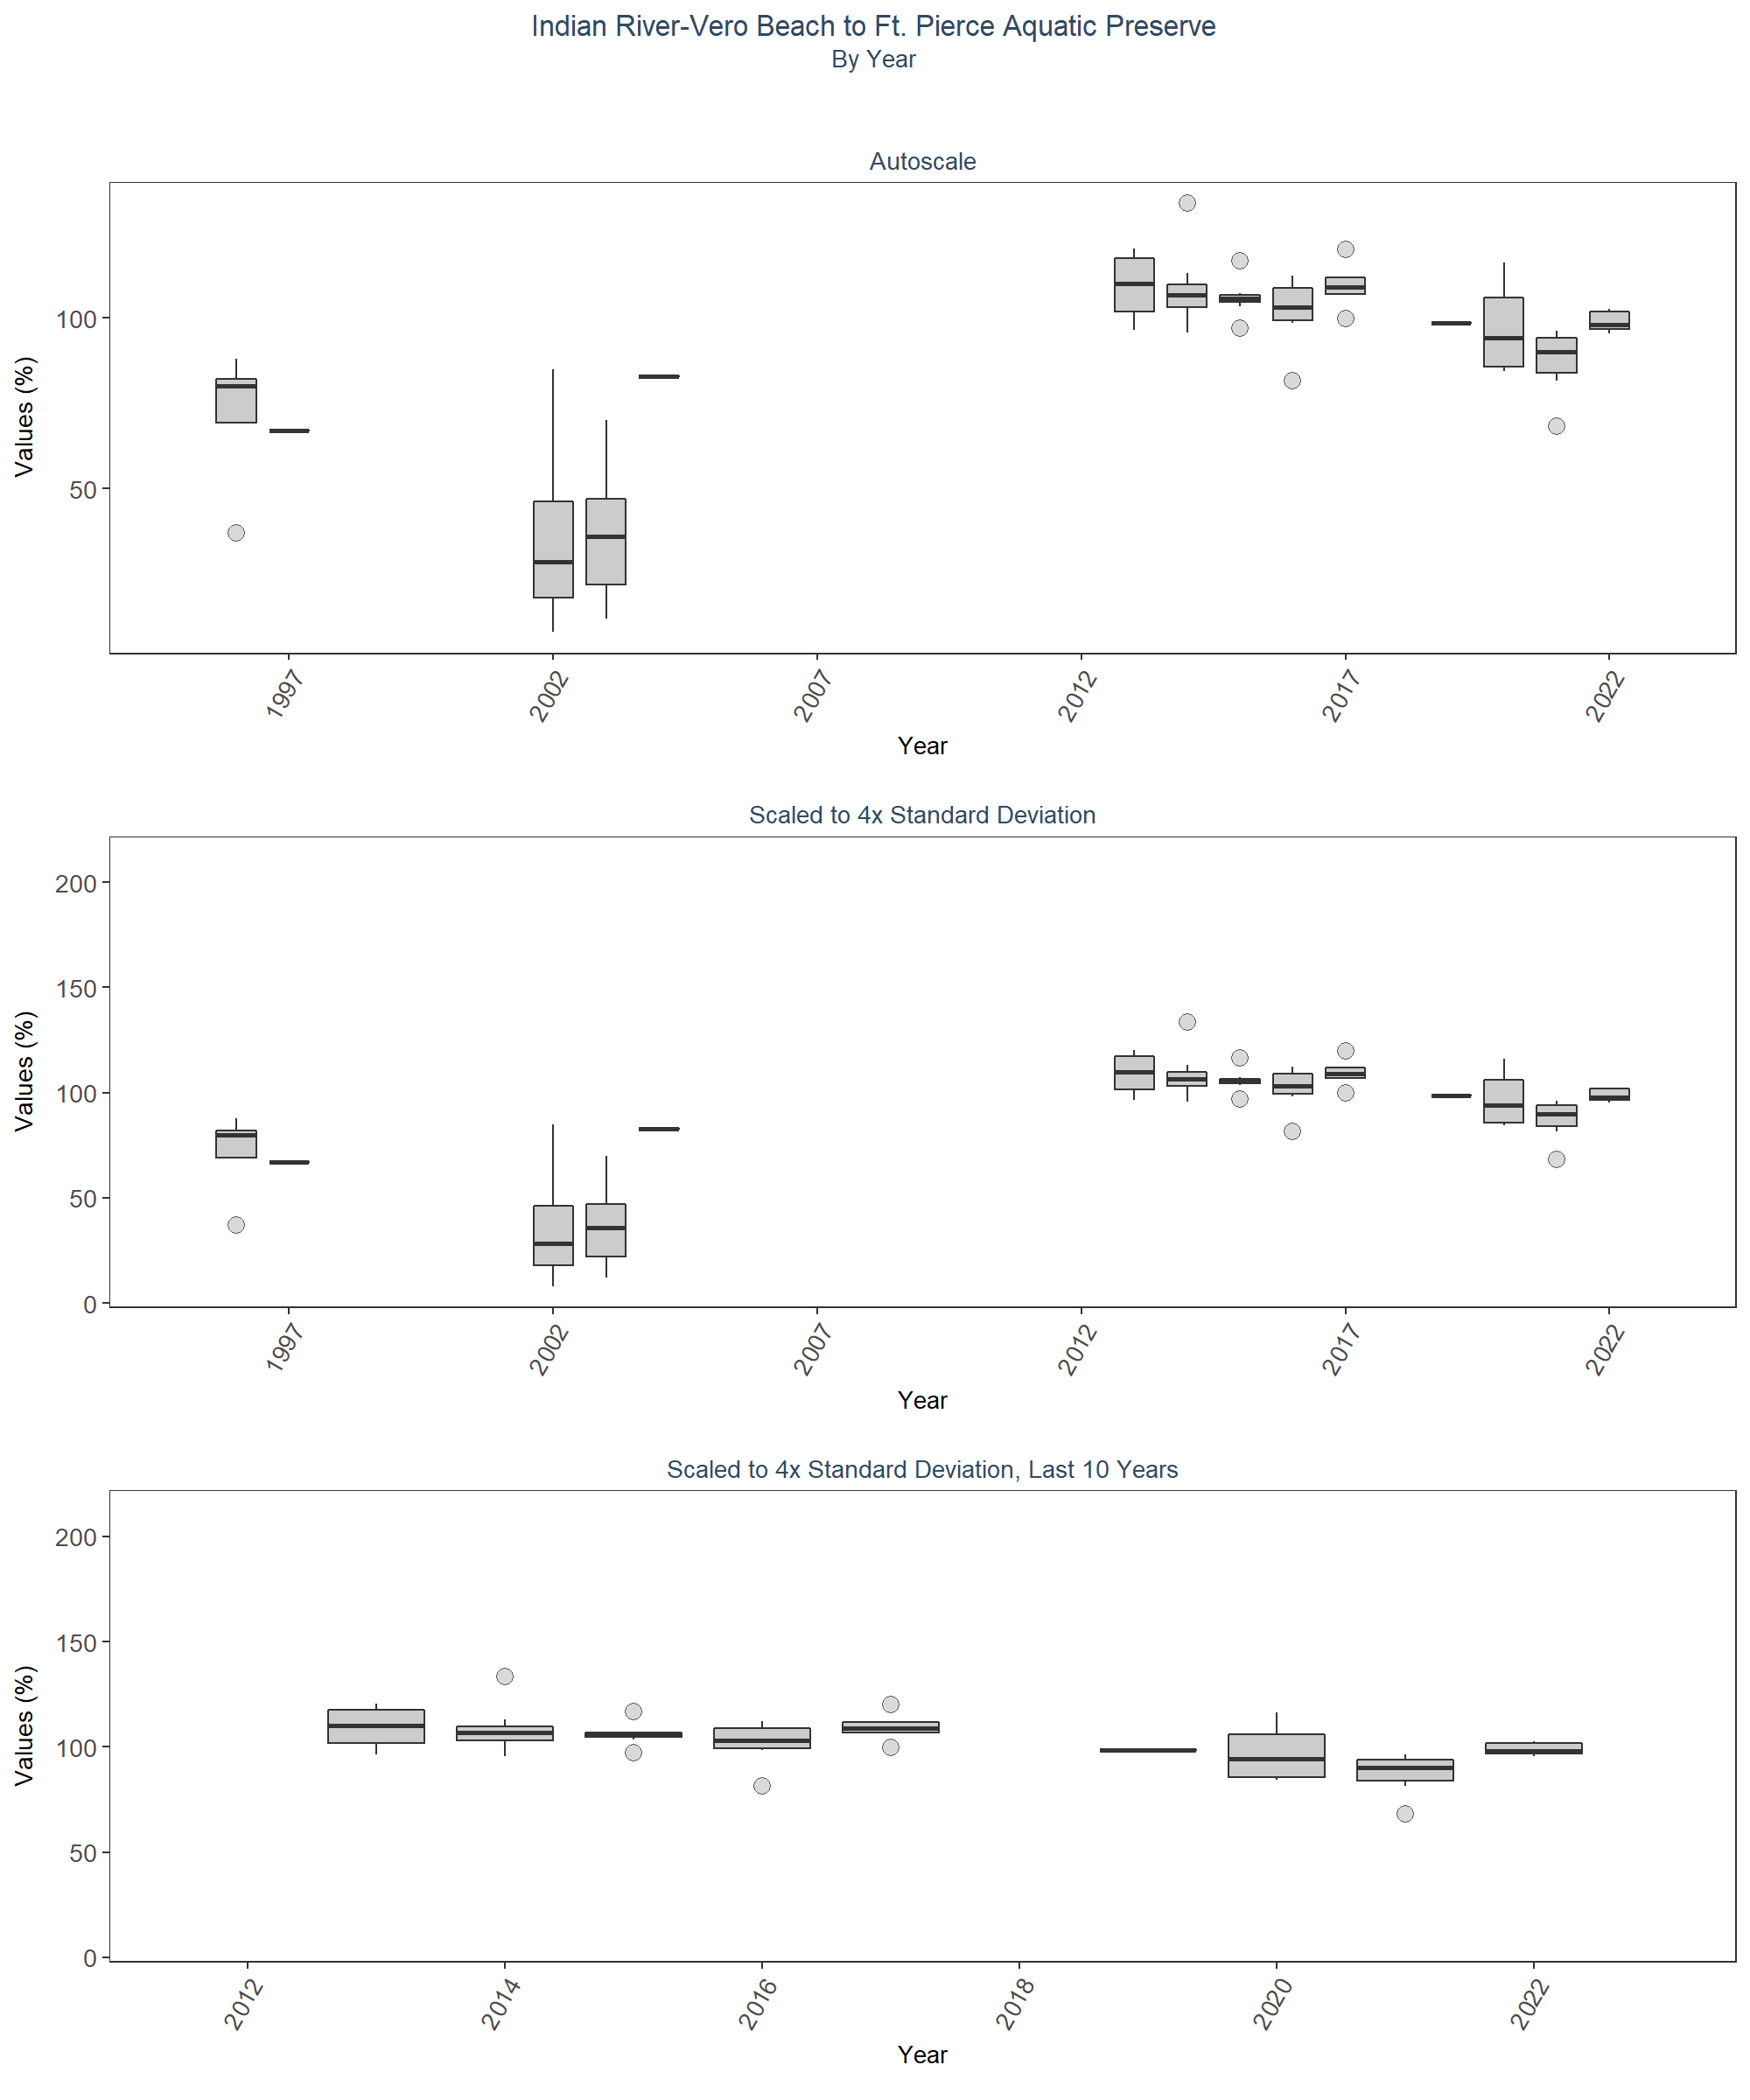 Indian River-Vero Beach to Ft. Pierce Aquatic Preserve
By Year
Autoscale
Values (%)
100
50
1997
2002
2007
2012
2017
2022
Year
Scaled to 4x Standard Deviation
Values (%)
200
150
100
50
0
1997
2002
2007
2012
2017
2022
Year
Scaled to 4x Standard Deviation, Last 10 Years
Values (%)
200
150
100
50
0
2012
2014
2016
2018
2020
2022
Year